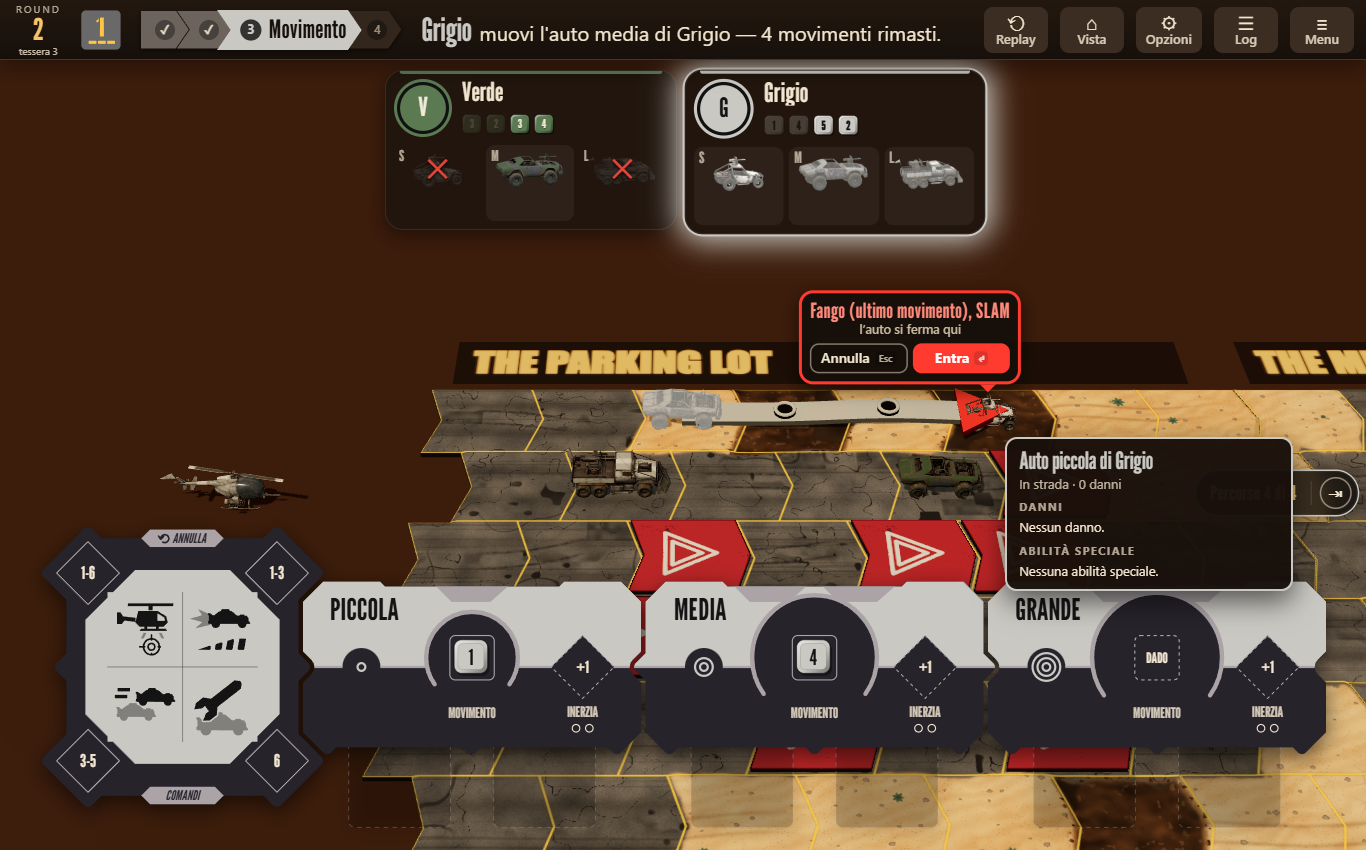 ROUND
2
tessera 3
1
3 Movimento
4
Grigio muovi l'auto media di Grigio — 4 movimenti rimasti.
Replay
Vista
Opzioni
Log
Menu
V
Verde
3 2 3 4
S
M
L
G
Grigio
1 4 5 2
S
M
L
Fango (ultimo movimento), SLAM
l'auto si ferma qui
Annulla Esc
Entra
THE PARKING LOT
Auto piccola di Grigio
In strada · 0 danni
DANNI
Nessun danno.
ABILITÀ SPECIALE
Nessuna abilità speciale.
ANNULLA
1-6
1-3
3-5
6
COMANDI
PICCOLA
1
+1
MOVIMENTO
INERZIA
MEDIA
4
+1
MOVIMENTO
INERZIA
GRANDE
DADO
+1
MOVIMENTO
INERZIA